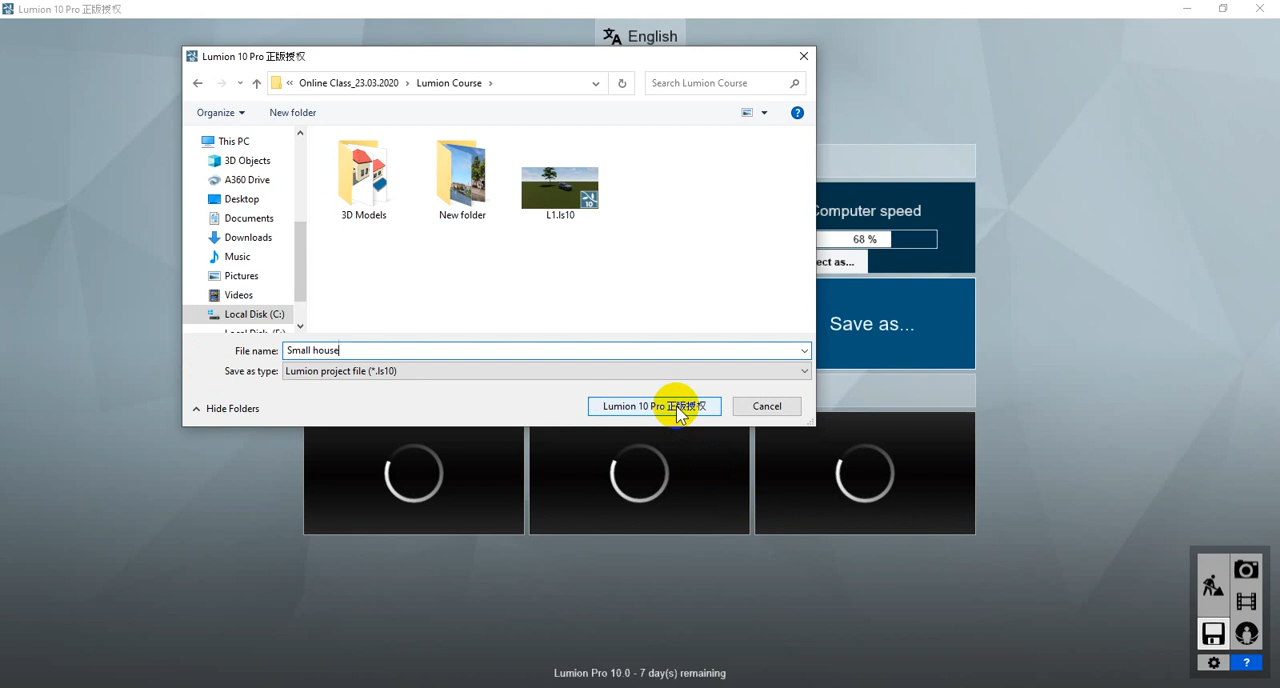 Lumion 10 Pro 正版授权
English
Lumion 10 Pro 正版授权
« Online Class_23.03.2020 › Lumion Course ›
Search Lumion Course
Organize
New folder
This PC
3D Objects
A360 Drive
Desktop
Documents
Downloads
Music
Pictures
Videos
Local Disk (C:)
3D Models
New folder
10
L1.ls10
Computer speed
68 %
ect as...
Save as...
File name:
Small house
Save as type:
Lumion project file (*.ls10)
Hide Folders
Lumion 10 Pro 正版授权
Cancel
?
?
Lumion Pro 10.0 - 7 day(s) remaining